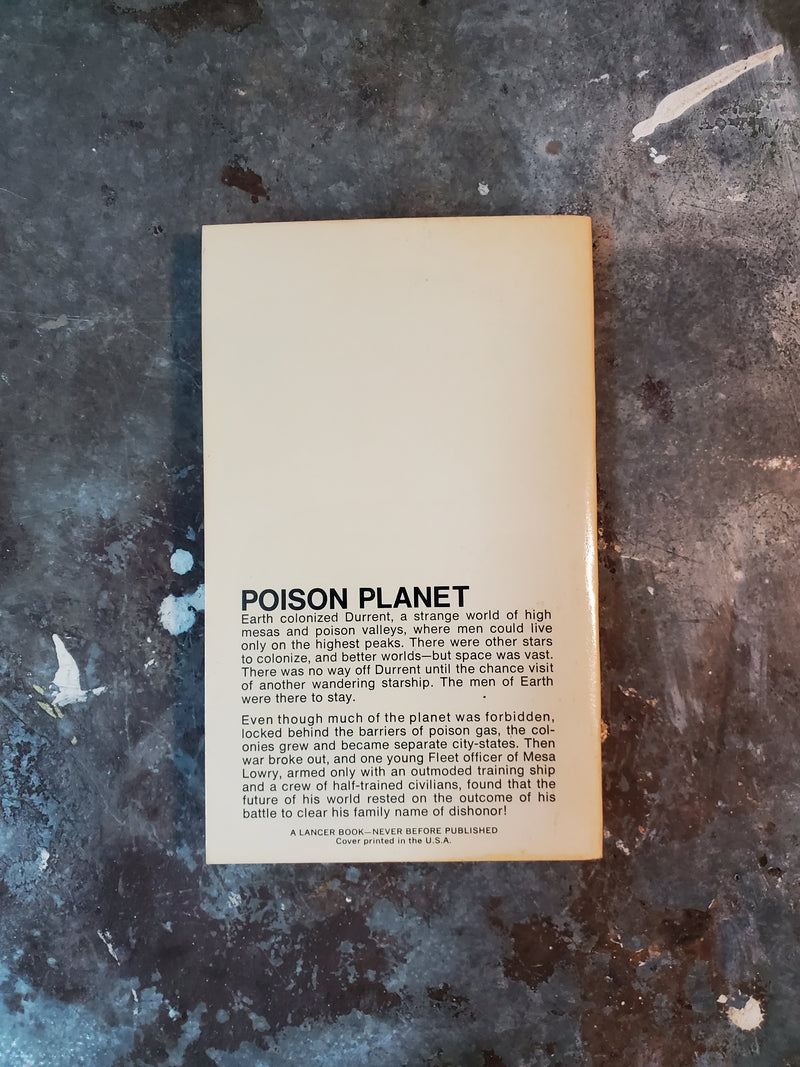 POISON PLANET
Earth colonized Durrent, a strange world of high
mesas and poison valleys, where men could live
only on the highest peaks. There were other stars
to colonize, and better worlds—but space was vast.
There was no way off Durrent until the chance visit
of another wandering starship. The men of Earth
were there to stay.
Even though much of the planet was forbidden,
locked behind the barriers of poison gas, the col-
onies grew and became separate city-states. Then
war broke out, and one young Fleet officer of Mesa
Lowry, armed only with an outmoded training ship
and a crew of half-trained civilians, found that the
future of his world rested on the outcome of his
battle to clear his family name of dishonor!
A LANCER BOOK—NEVER BEFORE PUBLISHED
Cover printed in the U.S.A.